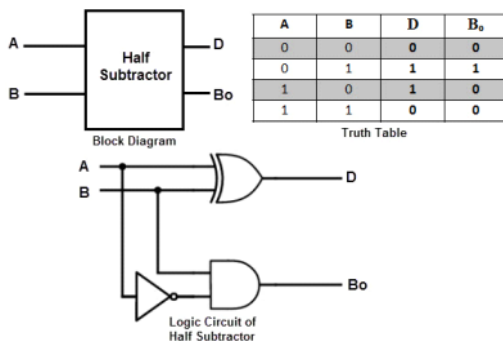 A
B
Half
Subtractor
D
Bo
Block Diagram
A B D Bₒ
0 0 0 0
0 1 1 1
1 0 1 0
1 1 0 0
Truth Table
A
B
D
Bo
Logic Circuit of
Half Subtractor